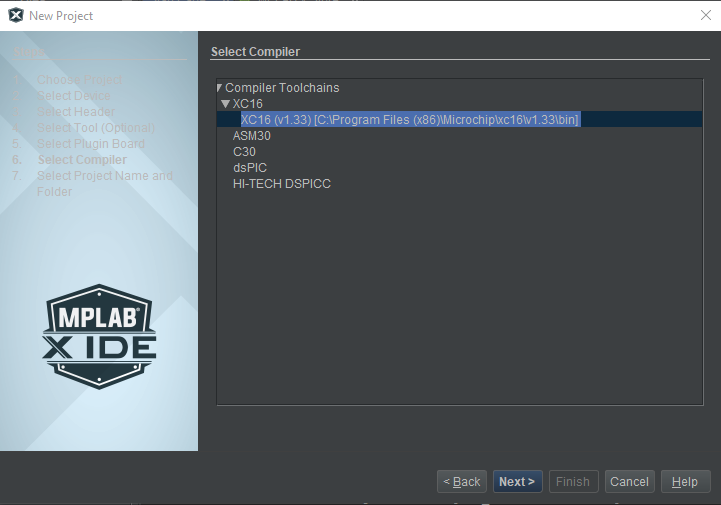 New Project
Steps
Select Compiler
1. Choose Project
2. Select Device
3. Select Header
4. Select Tool (Optional)
5. Select Plugin Board
6. Select Compiler
7. Select Project Name and
Folder
Compiler Toolchains
XC16
XC16 (v1.33) [C:\Program Files (x86)\Microchip\xc16\v1.33\bin]
ASM30
C30
dsPIC
HI-TECH DSPICC
MPLAB®
X IDE
< Back
Next >
Finish
Cancel
Help